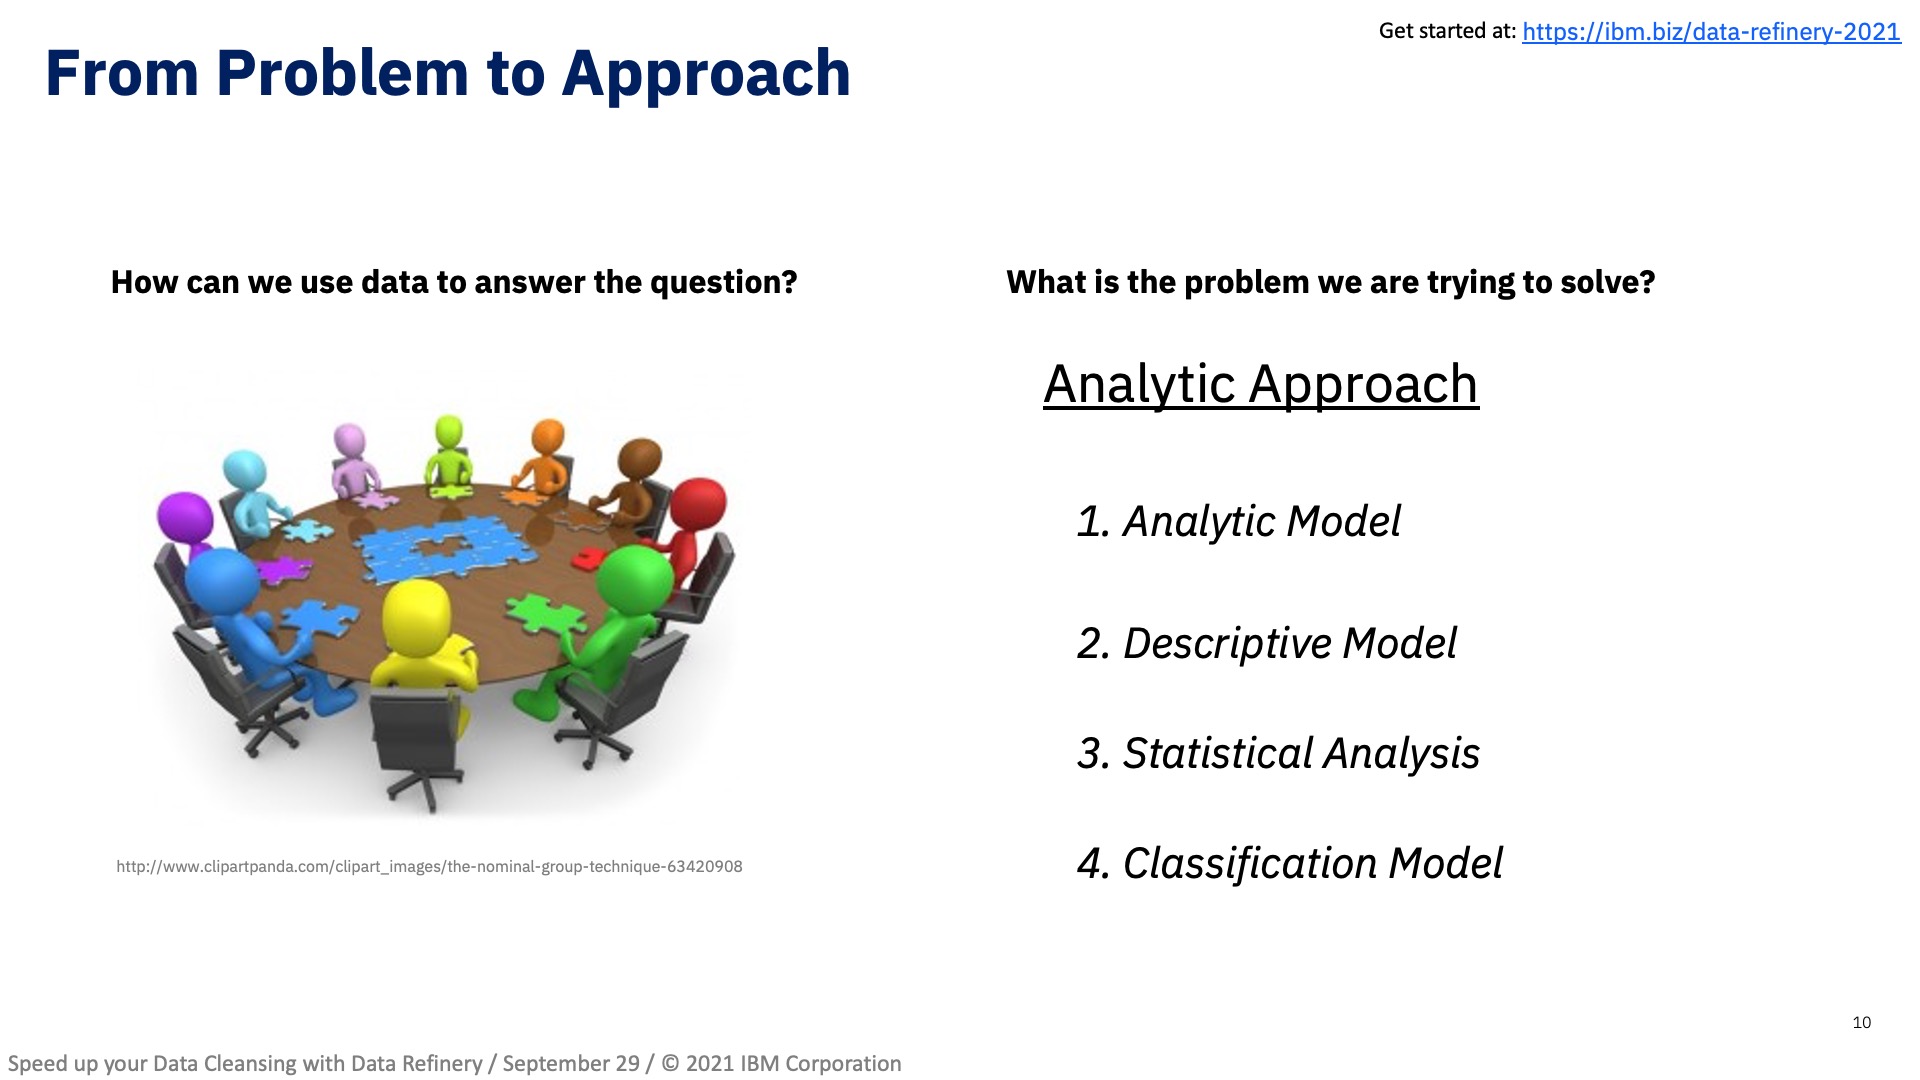 Get started at: https://ibm.biz/data-refinery-2021
From Problem to Approach
How can we use data to answer the question?
http://www.clipartpanda.com/clipart_images/the-nominal-group-technique-63420908
What is the problem we are trying to solve?
Analytic Approach
1. Analytic Model
2. Descriptive Model
3. Statistical Analysis
4. Classification Model
10
Speed up your Data Cleansing with Data Refinery / September 29 / © 2021 IBM Corporation